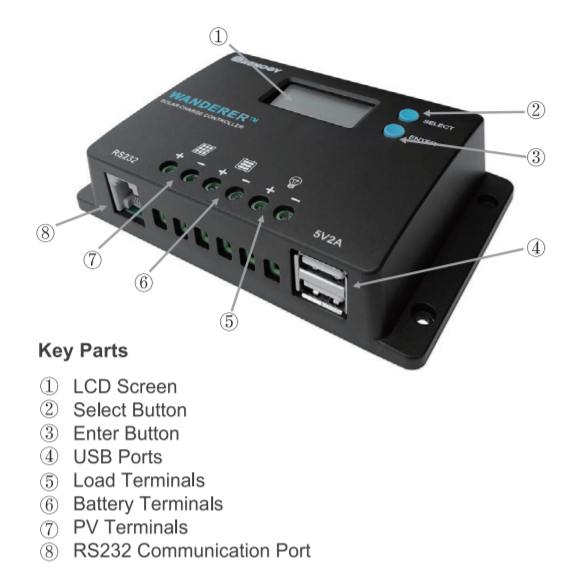 ①
RENOGY
WANDERER™
SOLAR CHARGE CONTROLLER
SELECT
②
ENTER
③
RS232
+ − + − + −
5V2A
④
⑧
⑦
⑥
⑤
Key Parts
① LCD Screen
② Select Button
③ Enter Button
④ USB Ports
⑤ Load Terminals
⑥ Battery Terminals
⑦ PV Terminals
⑧ RS232 Communication Port